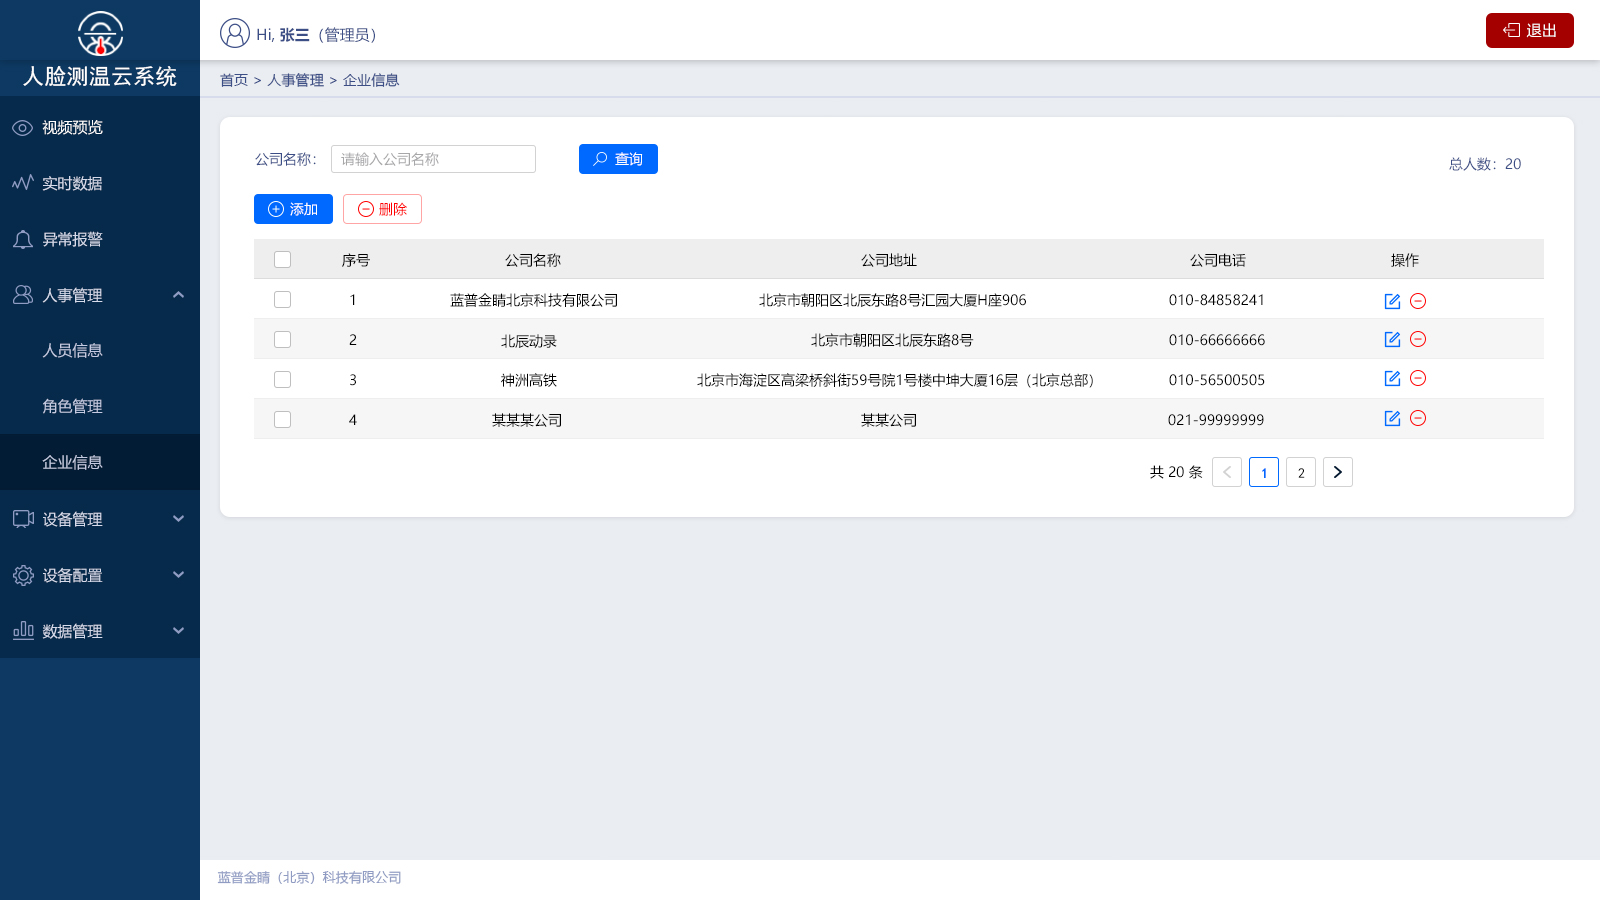 人脸测温云系统
Hi, 张三（管理员）
退出
首页 > 人事管理 > 企业信息
视频预览
实时数据
异常报警
人事管理
人员信息
角色管理
企业信息
设备管理
设备配置
数据管理
公司名称： 请输入公司名称 查询
总人数：20
添加 删除
序号 公司名称 公司地址 公司电话 操作
1 蓝普金睛北京科技有限公司 北京市朝阳区北辰东路8号汇园大厦H座906 010-84858241
2 北辰动录 北京市朝阳区北辰东路8号 010-66666666
3 神洲高铁 北京市海淀区高梁桥斜街59号院1号楼中坤大厦16层（北京总部） 010-56500505
4 某某某公司 某某公司 021-99999999
共 20 条 < 1 2 >
蓝普金睛（北京）科技有限公司